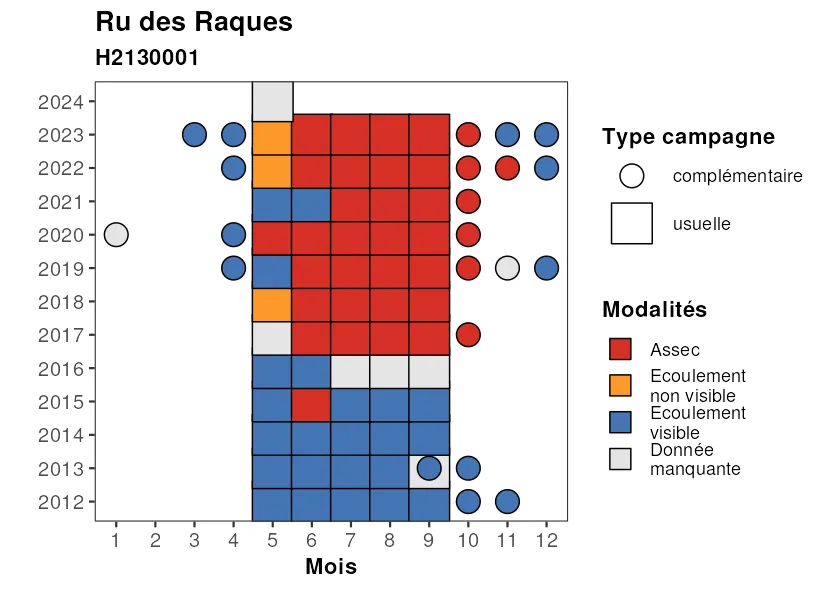 Ru des Raques
H2130001
2024
2023
2022
2021
2020
2019
2018
2017
2016
2015
2014
2013
2012
1 2 3 4 5 6 7 8 9 10 11 12
Mois
Type campagne
complémentaire
usuelle
Modalités
Assec
Ecoulement
non visible
Ecoulement
visible
Donnée
manquante